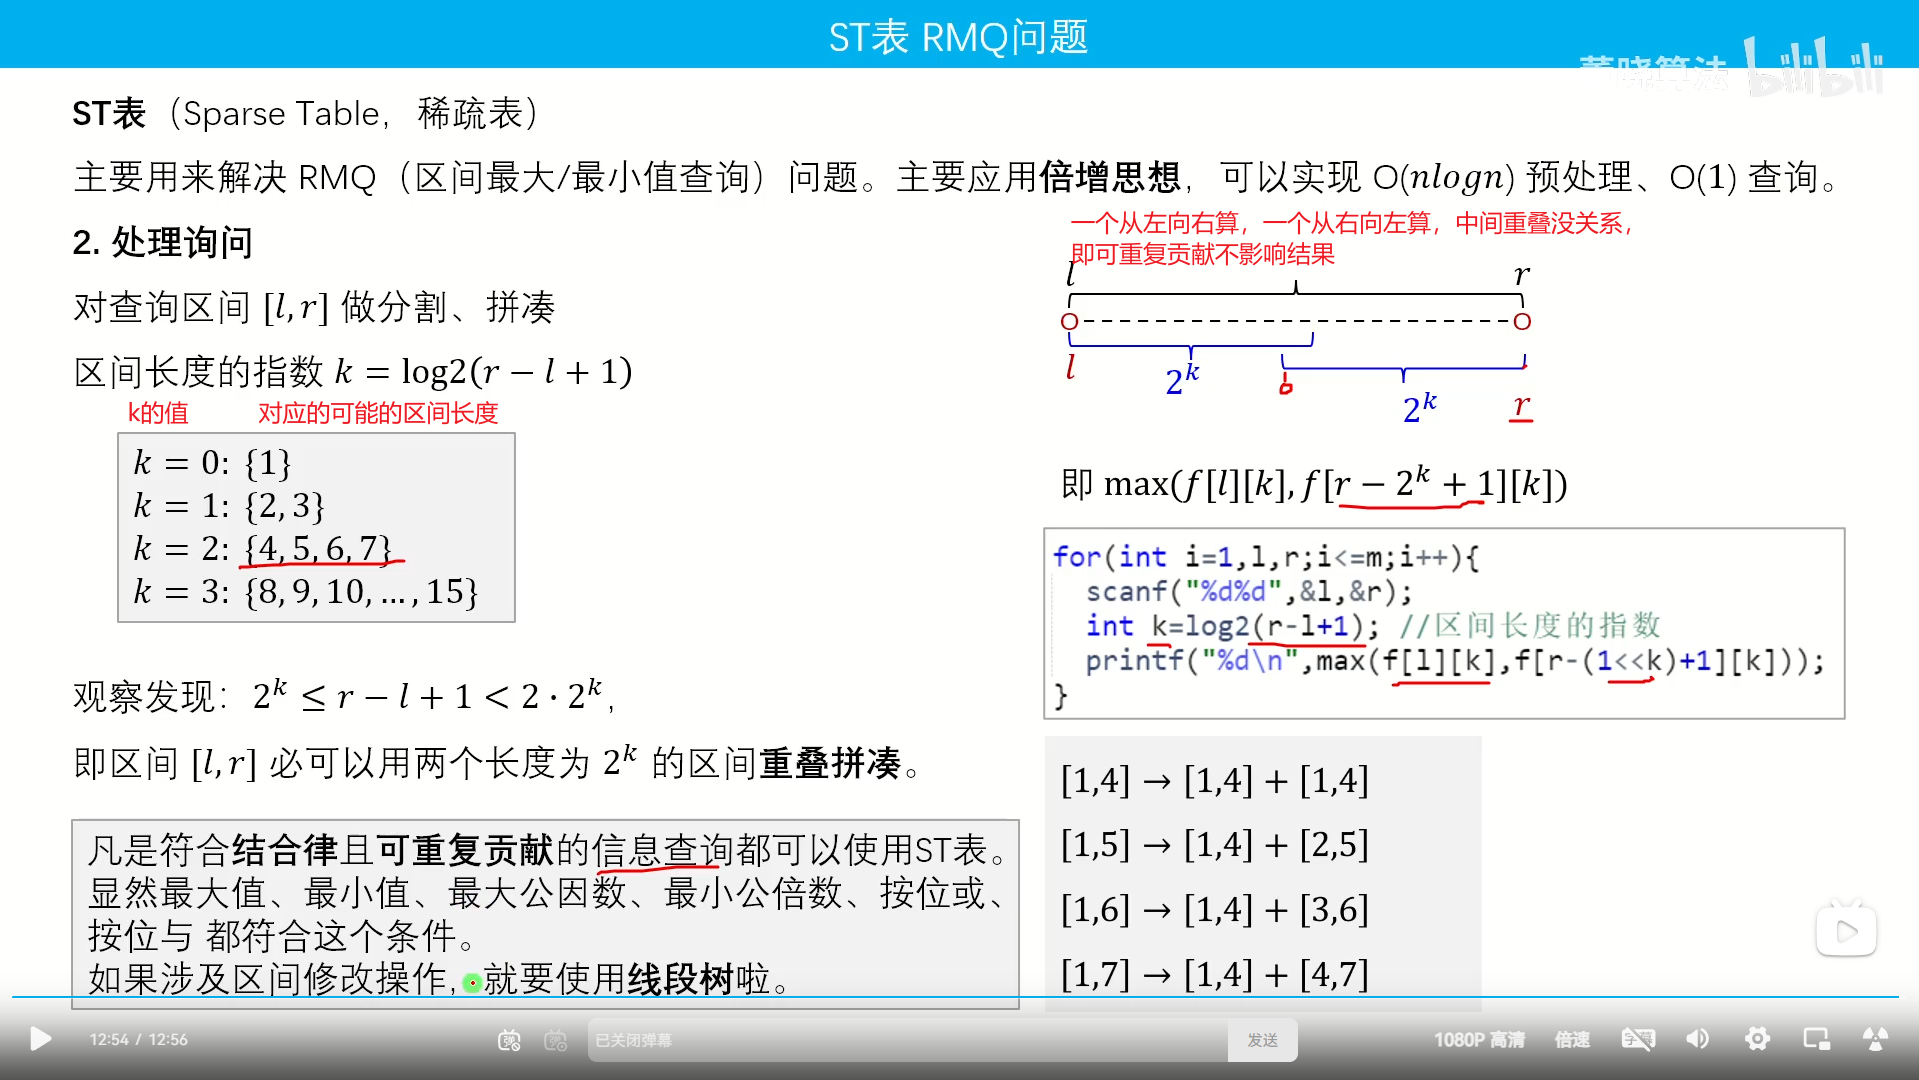 ST表 RMQ问题
董晓算法 bilibili
ST表（Sparse Table，稀疏表）
主要用来解决 RMQ（区间最大/最小值查询）问题。主要应用倍增思想，可以实现 O(nlogn) 预处理、O(1) 查询。
2. 处理询问
对查询区间 [l, r] 做分割、拼凑
区间长度的指数 k = log2(r − l + 1)
k的值 对应的可能的区间长度
k = 0: {1}
k = 1: {2, 3}
k = 2: {4, 5, 6, 7}
k = 3: {8, 9, 10, …, 15}
观察发现：2^k ≤ r − l + 1 < 2 · 2^k，
即区间 [l, r] 必可以用两个长度为 2^k 的区间重叠拼凑。
凡是符合结合律且可重复贡献的信息查询都可以使用ST表。
显然最大值、最小值、最大公因数、最小公倍数、按位或、
按位与 都符合这个条件。
如果涉及区间修改操作，就要使用线段树啦。
一个从左向右算，一个从右向左算，中间重叠没关系，
即可重复贡献不影响结果
l r
l 2^k 2^k r
即 max(f[l][k], f[r − 2^k + 1][k])
for(int i=1,l,r;i<=m;i++){
scanf("%d%d",&l,&r);
int k=log2(r-l+1); //区间长度的指数
printf("%d\n",max(f[l][k],f[r-(1<<k)+1][k]));
}
[1,4] → [1,4] + [1,4]
[1,5] → [1,4] + [2,5]
[1,6] → [1,4] + [3,6]
[1,7] → [1,4] + [4,7]
12:54 / 12:56 弹 弹 已关闭弹幕 发送 1080P 高清 倍速 字幕